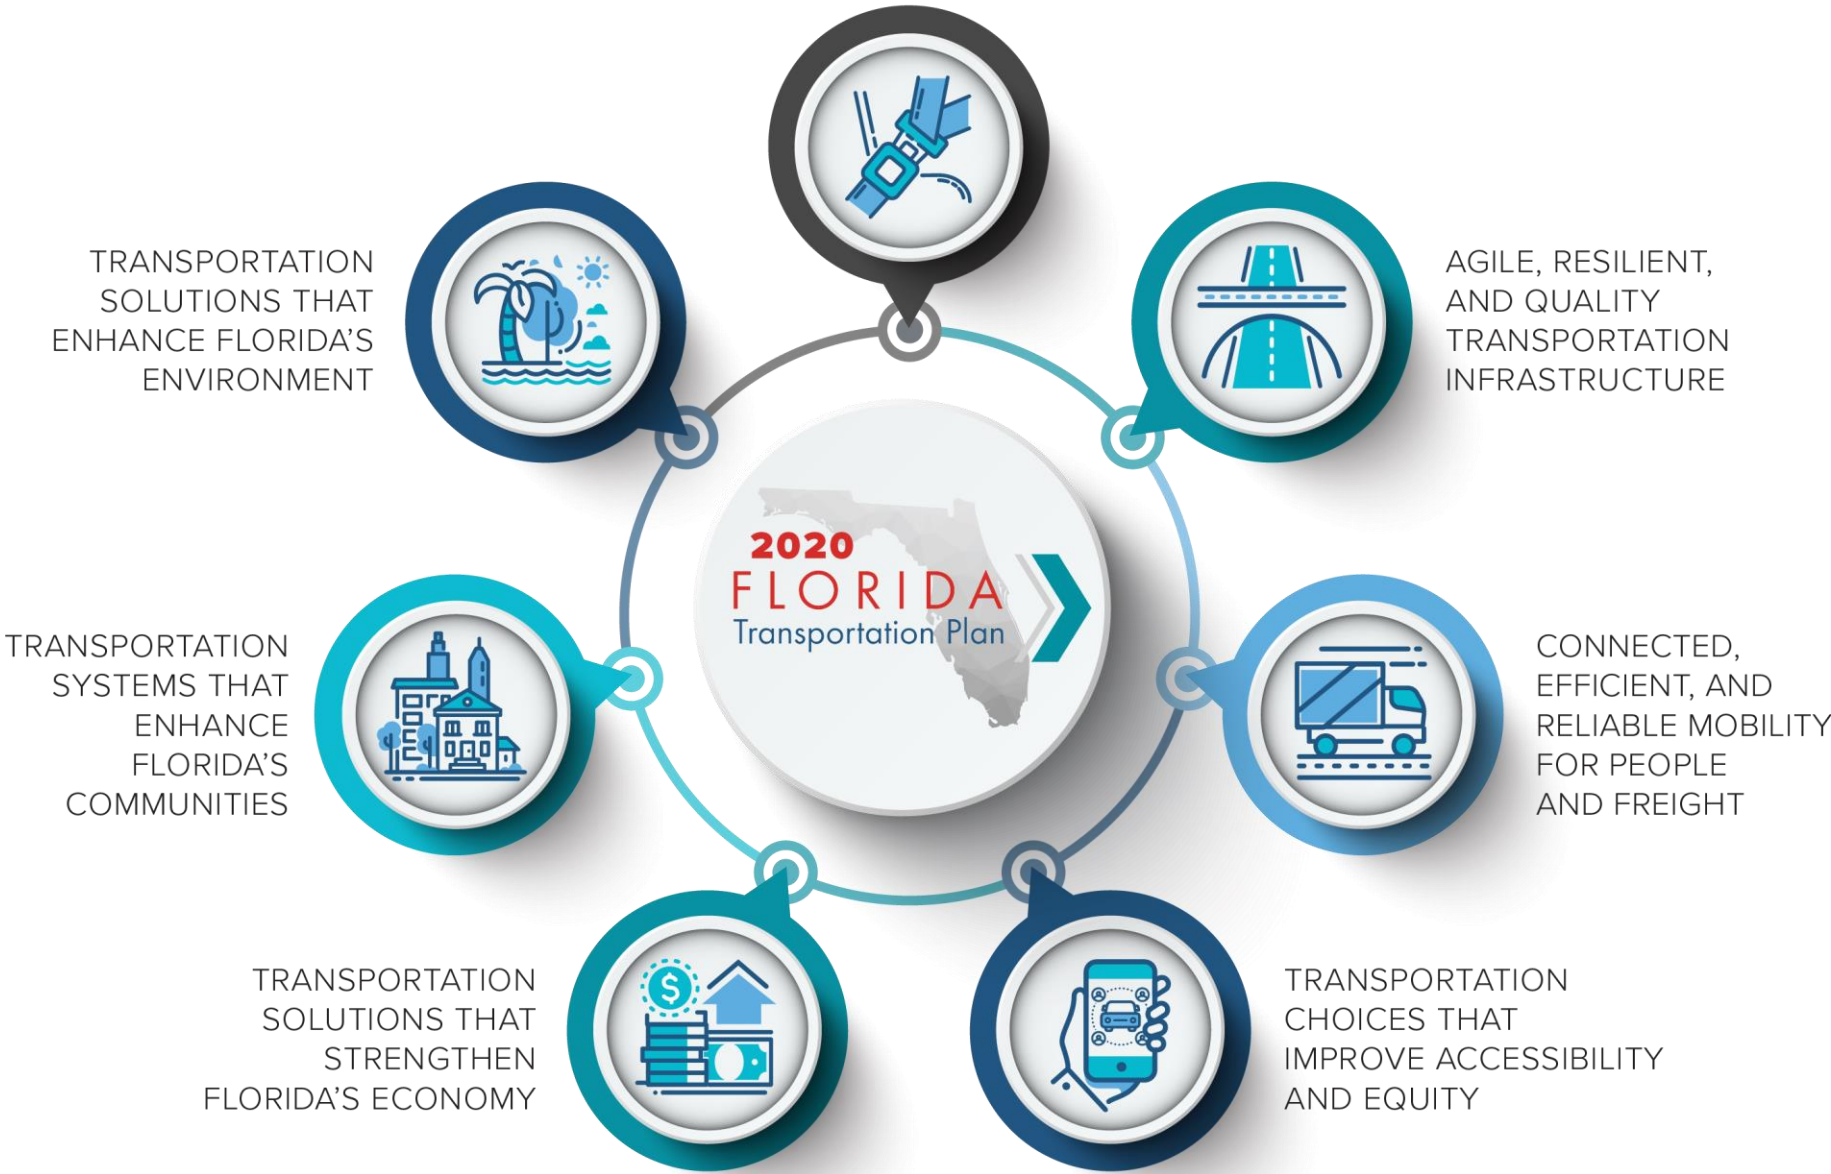 TRANSPORTATION
SOLUTIONS THAT
ENHANCE FLORIDA'S
ENVIRONMENT
AGILE, RESILIENT,
AND QUALITY
TRANSPORTATION
INFRASTRUCTURE
2020
FLORIDA
Transportation Plan
TRANSPORTATION
SYSTEMS THAT
ENHANCE
FLORIDA'S
COMMUNITIES
CONNECTED,
EFFICIENT, AND
RELIABLE MOBILITY
FOR PEOPLE
AND FREIGHT
TRANSPORTATION
SOLUTIONS THAT
STRENGTHEN
FLORIDA'S ECONOMY
$
TRANSPORTATION
CHOICES THAT
IMPROVE ACCESSIBILITY
AND EQUITY